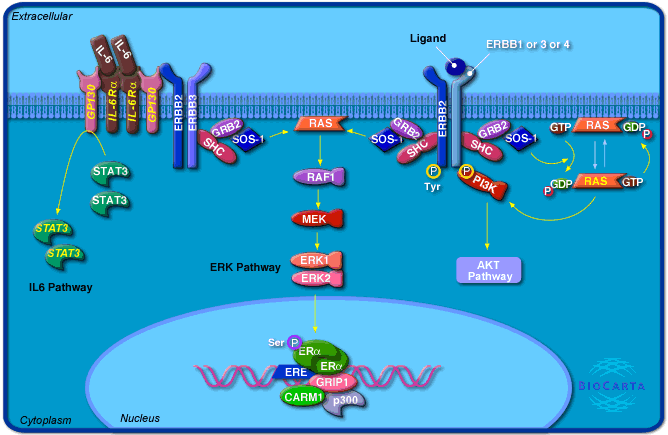 Extracellular
IL-6
IL-6
GP130
IL-6Rα
IL-6Rα
GP130
ERBB2
ERBB3
SHC
GRB2
SOS-1
RAS
Ligand
ERBB1 or 3 or 4
SOS-1
GRB2
SHC
ERBB2
SHC
GRB2
SOS-1
GTP
RAS
GDP
P
STAT3
STAT3
STAT3
STAT3
IL6 Pathway
RAF1
MEK
ERK1
ERK2
ERK Pathway
P
Tyr
P
PI3K
P
GDP
RAS
GTP
AKT
Pathway
Ser
P
ERα
ERα
ERE
GRIP1
CARM1
p300
BIOCARTA
Cytoplasm
Nucleus